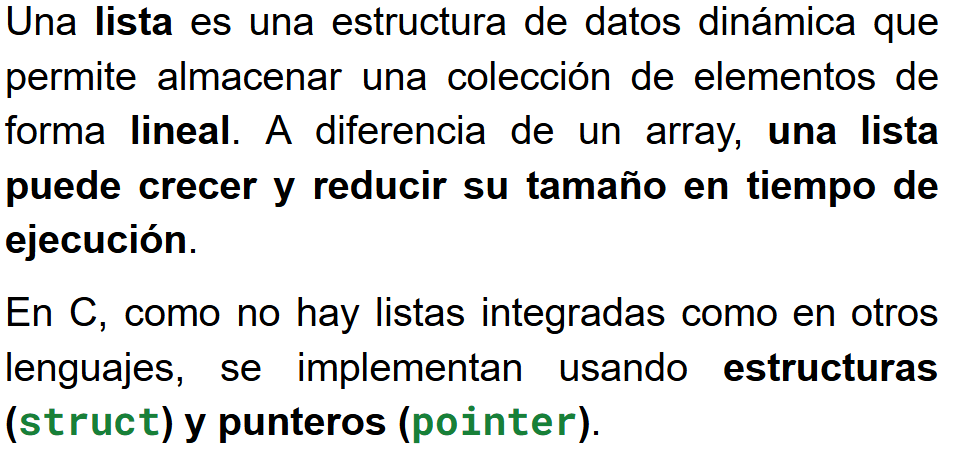 Una lista es una estructura de datos dinámica que
permite almacenar una colección de elementos de
forma lineal. A diferencia de un array, una lista
puede crecer y reducir su tamaño en tiempo de
ejecución.
En C, como no hay listas integradas como en otros
lenguajes, se implementan usando estructuras
(struct) y punteros (pointer).